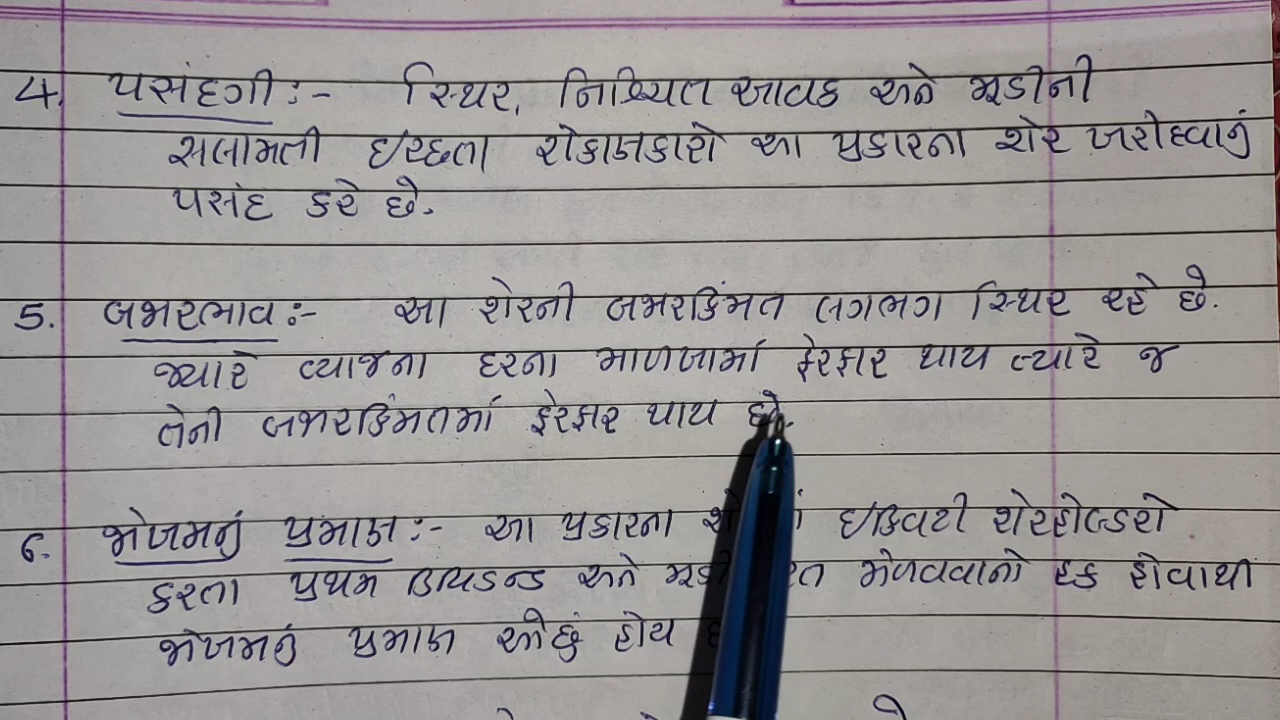 4. પસંદગી :- સ્થિર, નિશ્ચિત આવક અને મૂડીની
સલામતી ઇચ્છતા રોકાણકારો આ પ્રકારના શેર ખરીદવાનું
પસંદ કરે છે.
5. બજારભાવ :- આ શેરની બજારકિંમત લગભગ સ્થિર રહે છે.
જ્યારે વ્યાજના દરના માળખામાં ફેરફાર થાય ત્યારે જ
તેની બજારકિંમતમાં ફેરફાર થાય છે.
૬. જોખમનું પ્રમાણ :- આ પ્રકારના ઇક્વિટી શેરહોલ્ડરો
કરતા પ્રથમ ડિવિડન્ડ અને મેળવવાનો હક હોવાથી
જોખમનું પ્રમાણ ઓછું હોય